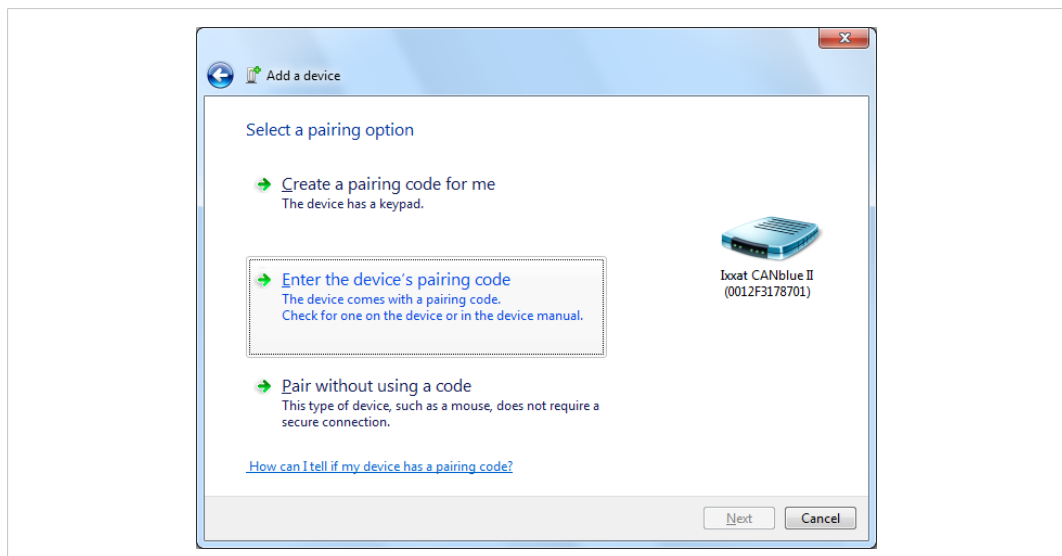 Add a device
Select a pairing option
Create a pairing code for me
The device has a keypad.
Enter the device's pairing code
The device comes with a pairing code.
Check for one on the device or in the device manual.
Ixxat CANblue II
(0012F3178701)
Pair without using a code
This type of device, such as a mouse, does not require a
secure connection.
How can I tell if my device has a pairing code?
Next
Cancel